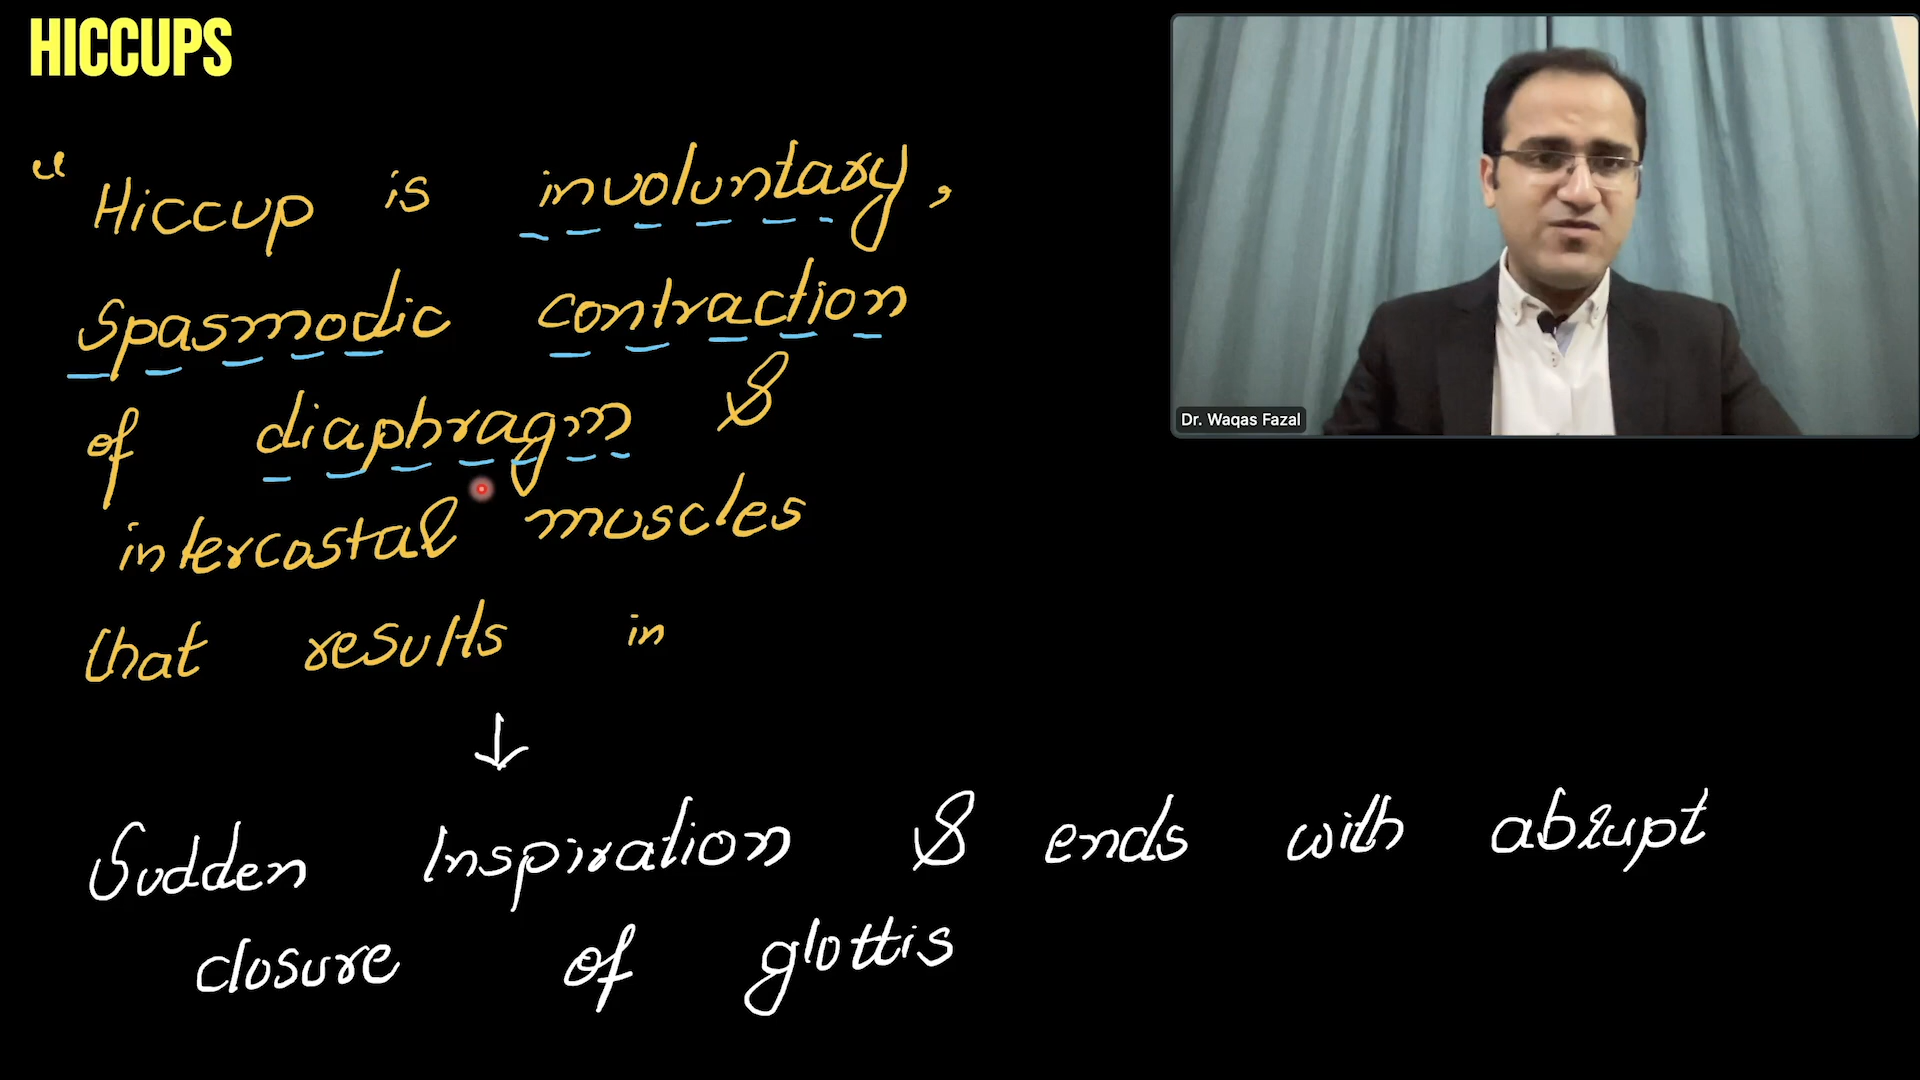 HICCUPS
" Hiccup is involuntary,
Spasmodic contraction
of diaphragm &
intercostal muscles
that results in
↓
Sudden Inspiration & ends with abrupt
closure of glottis
Dr. Waqas Fazal